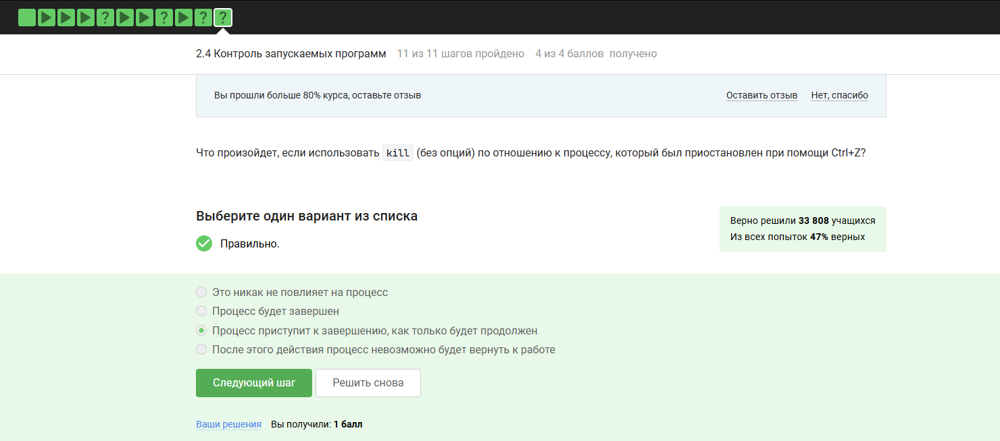 ? ? ? ?
2.4 Контроль запускаемых программ 11 из 11 шагов пройдено 4 из 4 баллов получено
Вы прошли больше 80% курса, оставьте отзыв Оставить отзыв Нет, спасибо
Что произойдет, если использовать kill (без опций) по отношению к процессу, который был приостановлен при помощи Ctrl+Z?
Выберите один вариант из списка
Верно решили 33 808 учащихся
Из всех попыток 47% верных
Правильно.
Это никак не повлияет на процесс
Процесс будет завершен
Процесс приступит к завершению, как только будет продолжен
После этого действия процесс невозможно будет вернуть к работе
Следующий шаг Решить снова
Ваши решения Вы получили: 1 балл